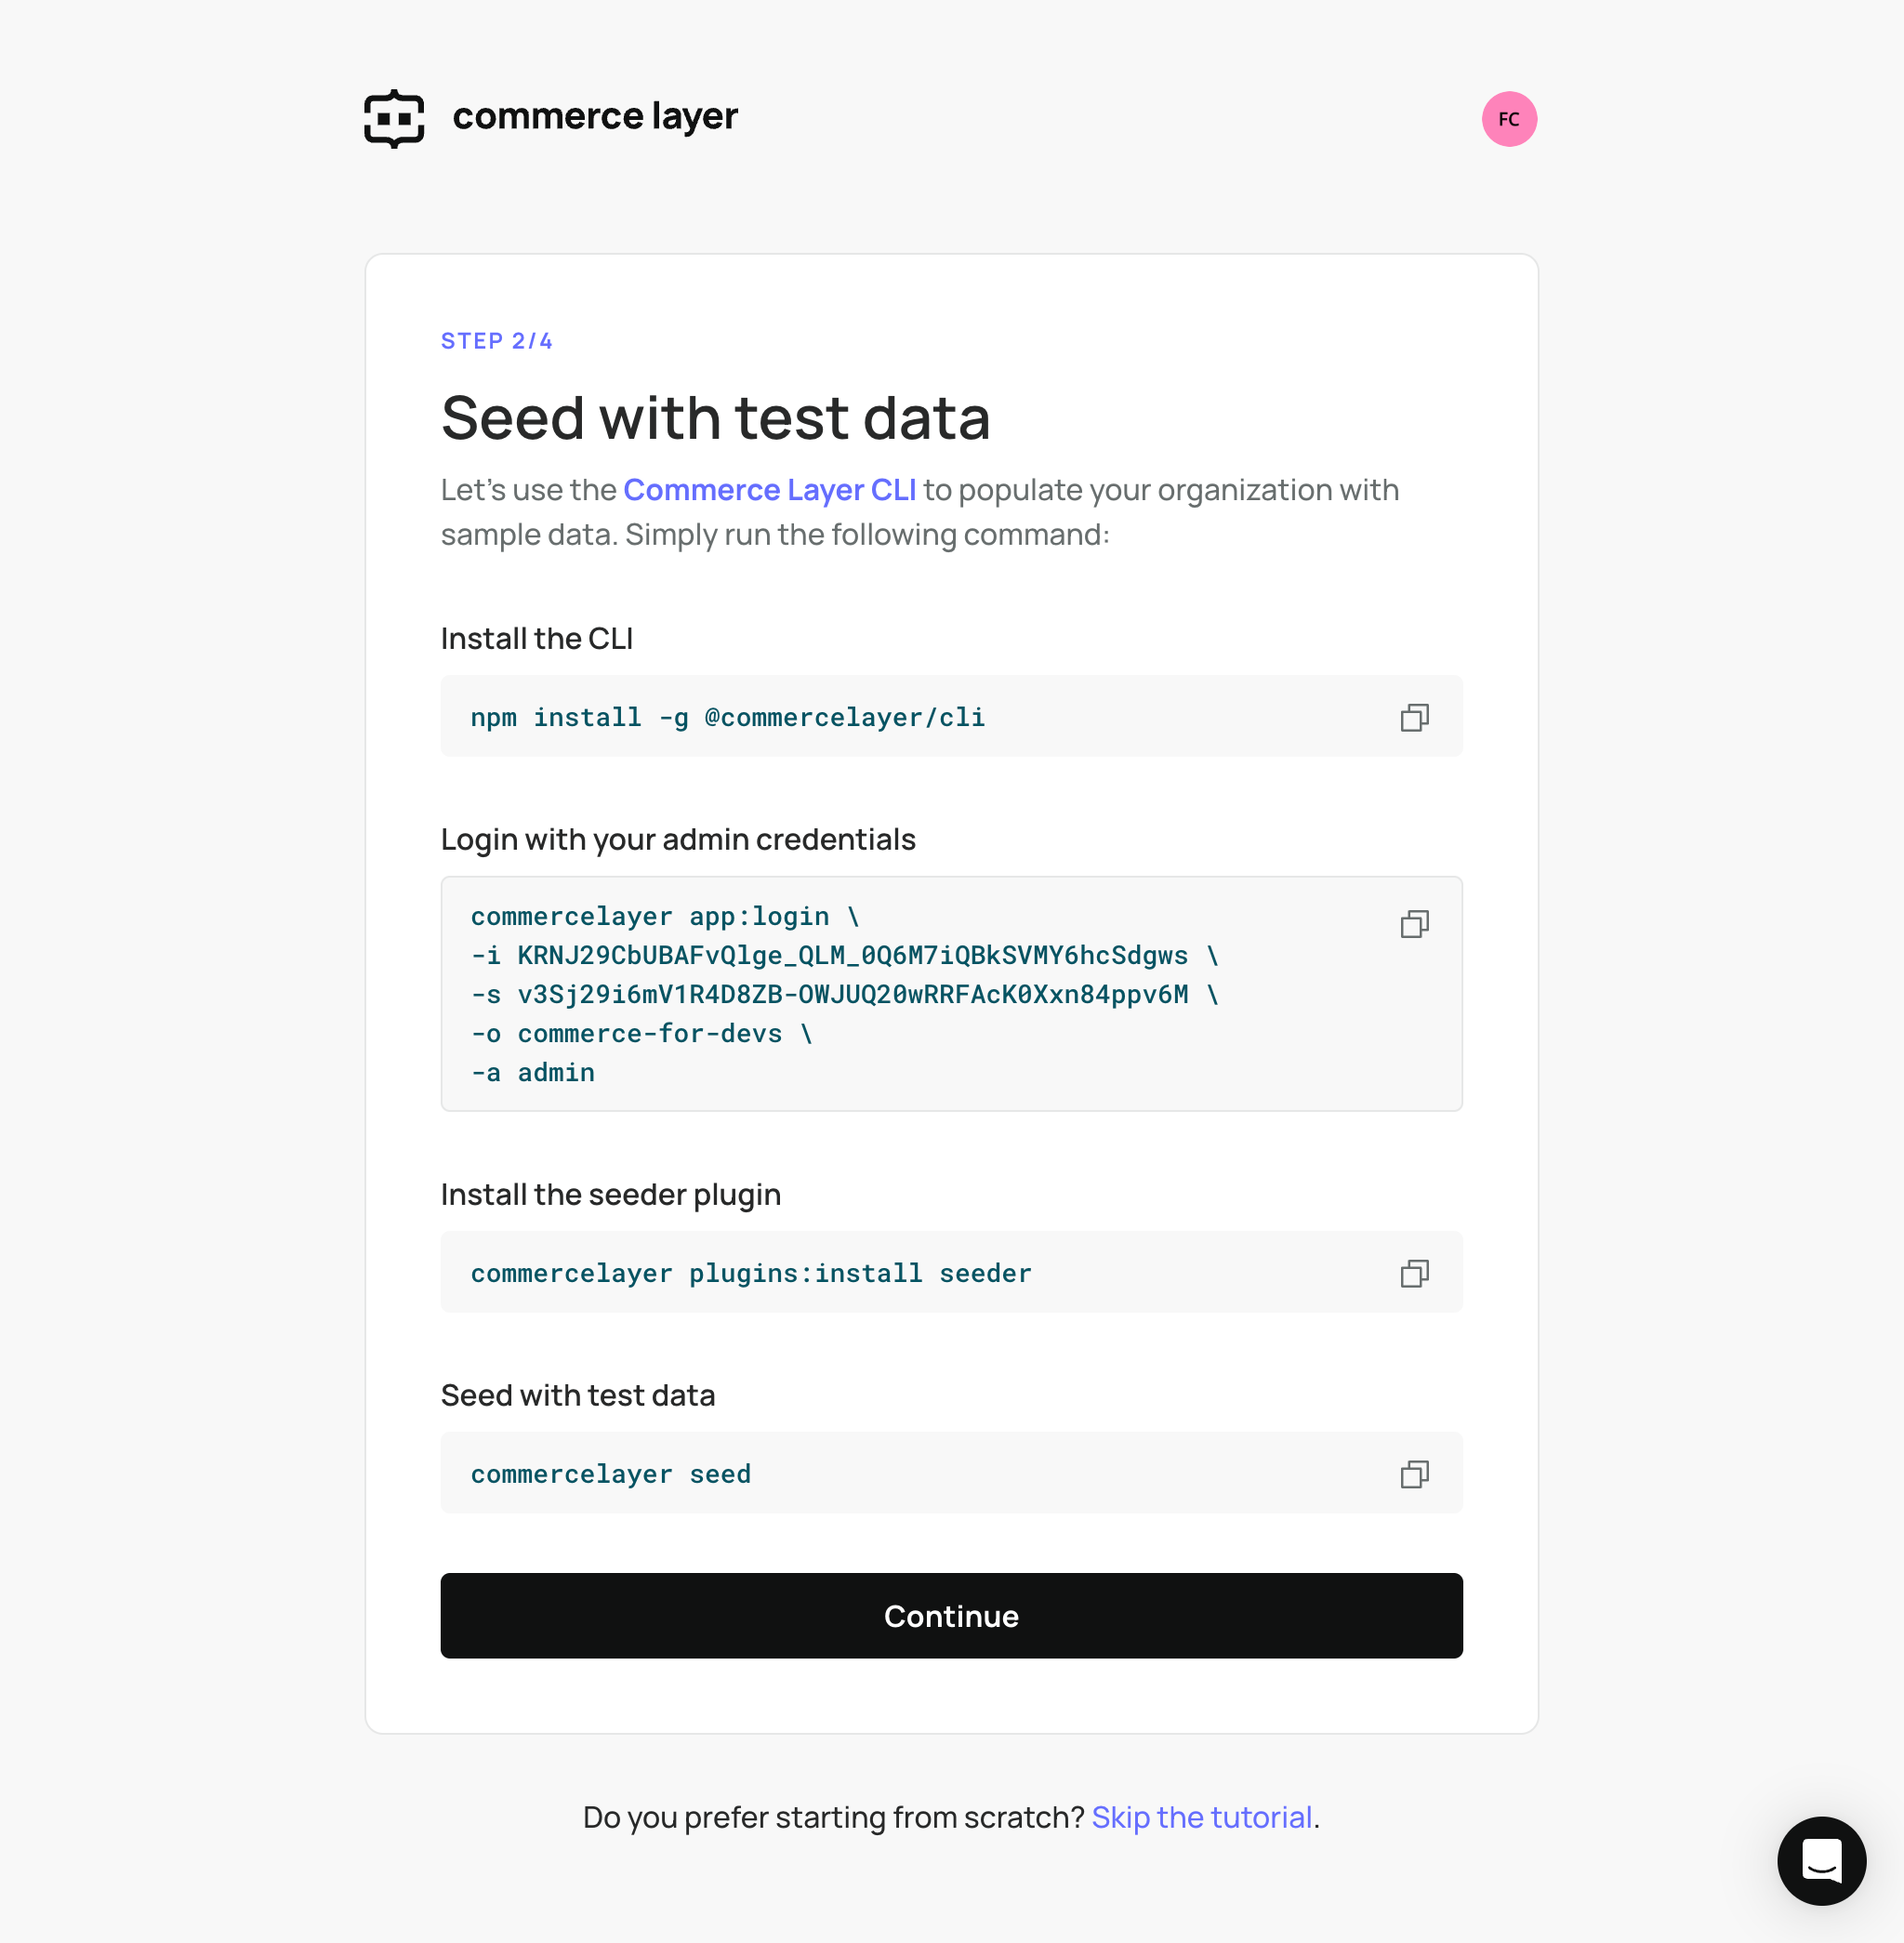 commerce layer
FC
STEP 2/4
Seed with test data
Let's use the Commerce Layer CLI to populate your organization with
sample data. Simply run the following command:
Install the CLI
npm install -g @commercelayer/cli
Login with your admin credentials
commercelayer app:login \
-i KRNJ29CbUBAFvQlge_QLM_0Q6M7iQBkSVMY6hcSdgws \
-s v3Sj29i6mV1R4D8ZB-OWJUQ20wRRFAcK0Xxn84ppv6M \
-o commerce-for-devs \
-a admin
Install the seeder plugin
commercelayer plugins:install seeder
Seed with test data
commercelayer seed
Continue
Do you prefer starting from scratch? Skip the tutorial.